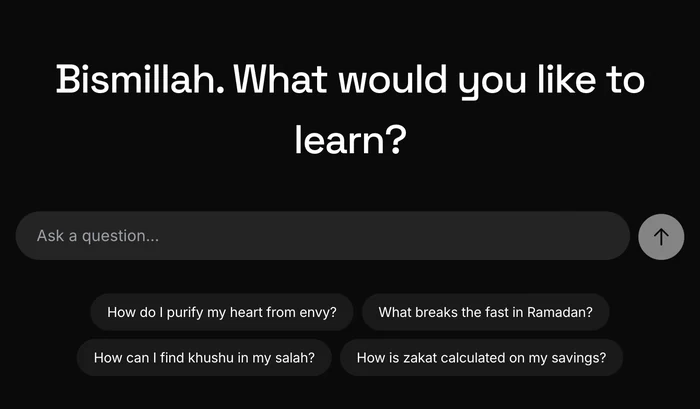 Bismillah. What would you like to
learn?
Ask a question...
How do I purify my heart from envy?
What breaks the fast in Ramadan?
How can I find khushu in my salah?
How is zakat calculated on my savings?